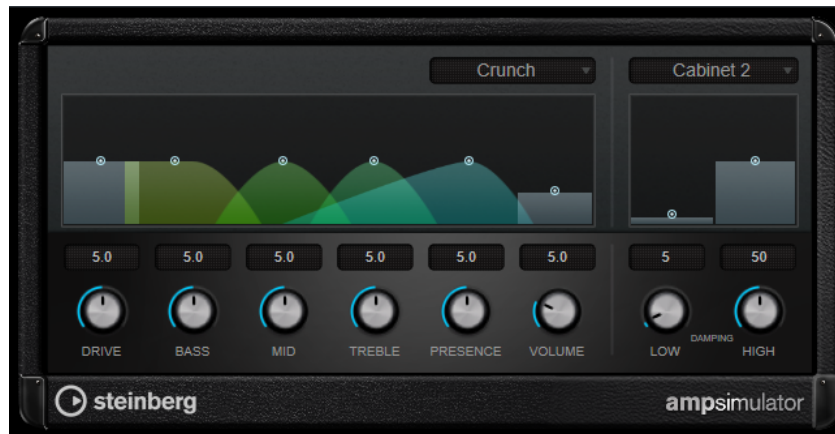 Crunch
Cabinet 2
5.0 5.0 5.0 5.0 5.0 5.0 5 50
DRIVE BASS MID TREBLE PRESENCE VOLUME LOW DAMPING HIGH
steinberg ampsimulator